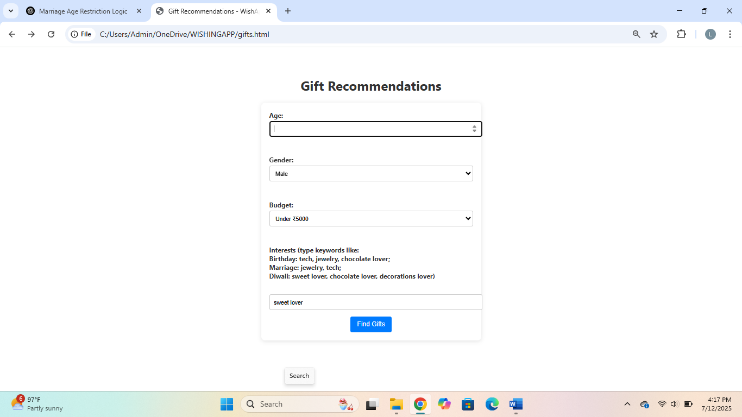 Marriage Age Restriction Logic
Gift Recommendations - WishA
File
C:/Users/Admin/OneDrive/WISHINGAPP/gifts.html
L
Gift Recommendations
Age:
Gender:
Male
Budget:
Under ₹5000
Interests (type keywords like:
Birthday: tech, jewelry, chocolate lover;
Marriage: jewelry, tech;
Diwali: sweet lover, chocolate lover, decorations lover)
sweet lover
Find Gifts
Search
6
97°F
Partly sunny
Search
4:17 PM
7/12/2025